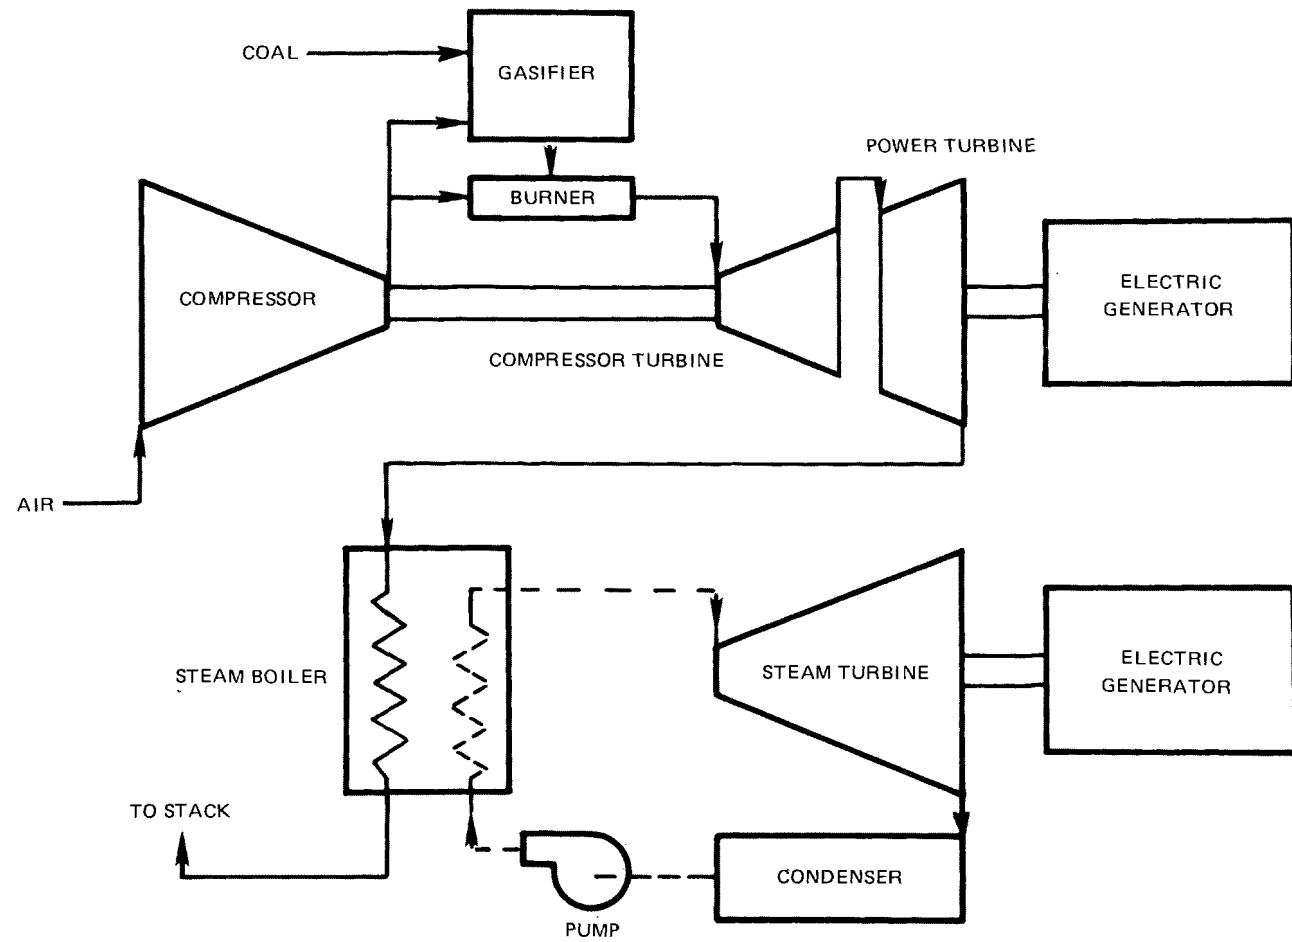 COAL
GASIFIER
POWER TURBINE
BURNER
COMPRESSOR
ELECTRIC
GENERATOR
COMPRESSOR TURBINE
AIR
STEAM BOILER
STEAM TURBINE
ELECTRIC
GENERATOR
TO STACK
CONDENSER
PUMP